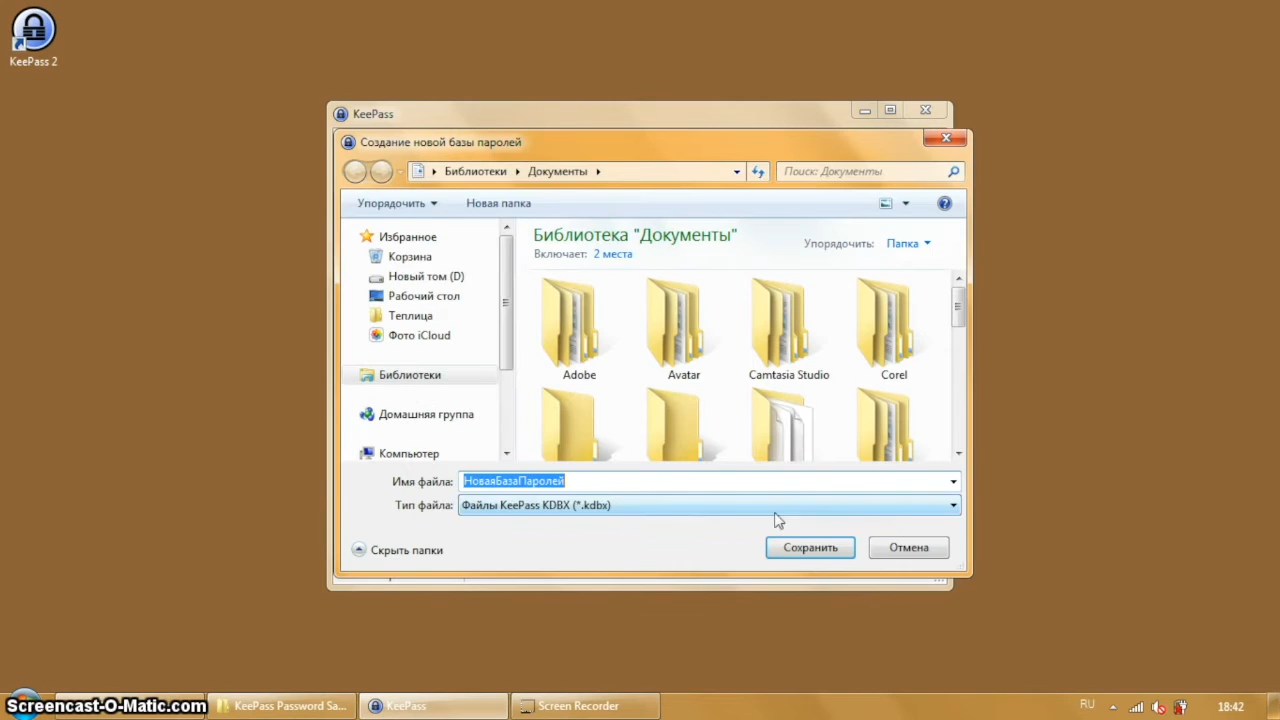 KeePass 2
KeePass
Создание новой базы паролей
Библиотеки
Документы
Поиск: Документы
Упорядочить
Новая папка
Избранное
Корзина
Новый том (D)
Рабочий стол
Теплица
Фото iCloud
Библиотеки
Домашняя группа
Компьютер
Библиотека "Документы"
Включает: 2 места
Упорядочить: Папка
Adobe
Avatar
Camtasia Studio
Corel
Имя файла: НоваяБазаПаролей
Тип файла: Файлы KeePass KDBX (*.kdbx)
Скрыть папки
Сохранить
Отмена
Screencast-O-Matic.com
KeePass Password Sa...
KeePass
Screen Recorder
RU
18:42